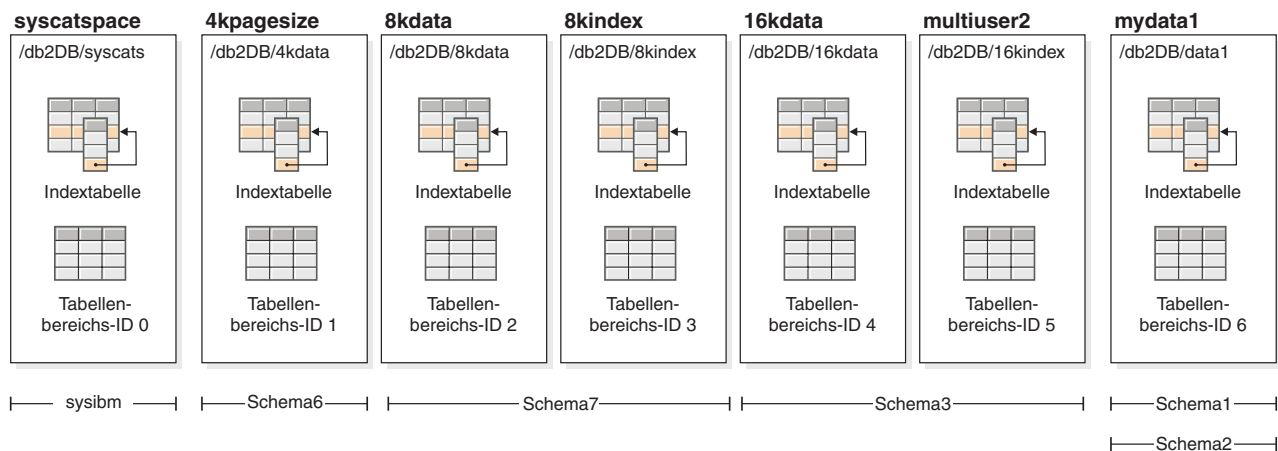 syscatspace
4kpagesize
8kdata
8kindex
16kdata
multiuser2
mydata1
/db2DB/syscats
/db2DB/4kdata
/db2DB/8kdata
/db2DB/8kindex
/db2DB/16kdata
/db2DB/16kindex
/db2DB/data1
Indextabelle
Indextabelle
Indextabelle
Indextabelle
Indextabelle
Indextabelle
Indextabelle
Tabellen-
bereichs-ID 0
Tabellen-
bereichs-ID 1
Tabellen-
bereichs-ID 2
Tabellen-
bereichs-ID 3
Tabellen-
bereichs-ID 4
Tabellen-
bereichs-ID 5
Tabellen-
bereichs-ID 6
sysibm
Schema6
Schema7
Schema3
Schema1
Schema2